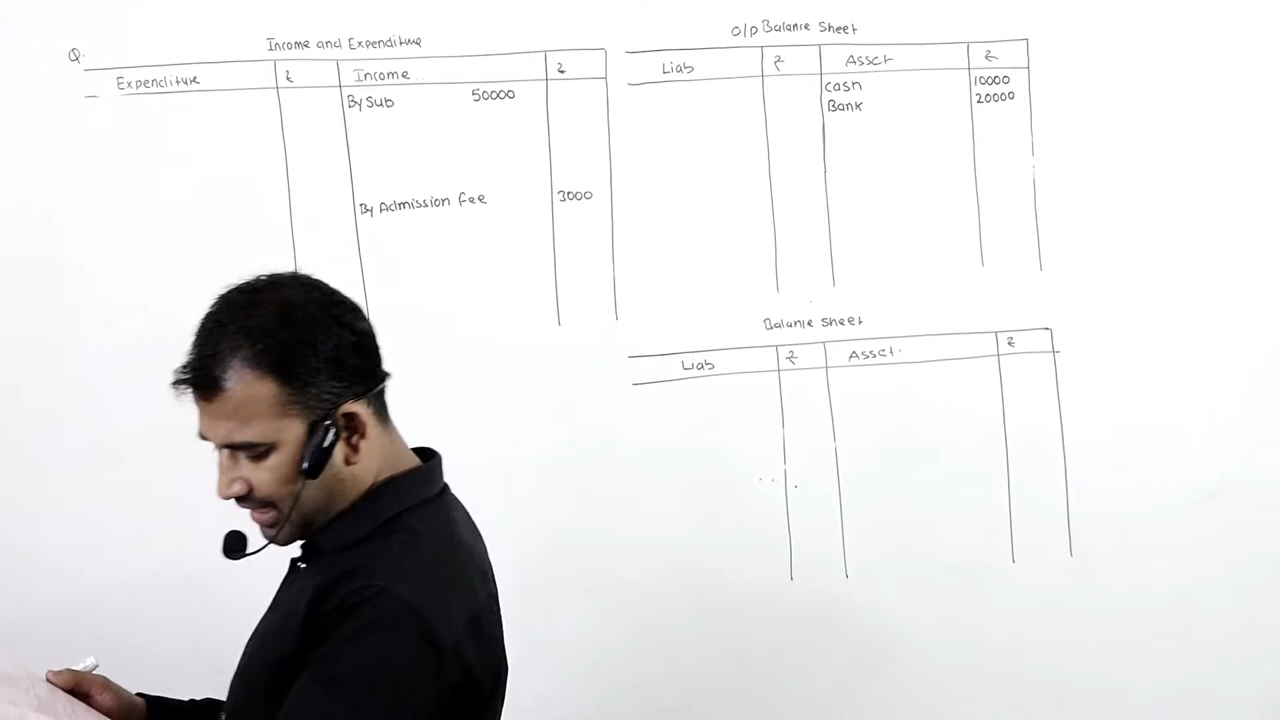 Q.
Income and Expenditure
Expenditure ₹ Income ₹
By Sub 50000
By Admission Fee 3000
O/p Balance Sheet
Liab ₹ Asset ₹
Cash 10000
Bank 20000
Balance Sheet
Liab ₹ Asset. ₹